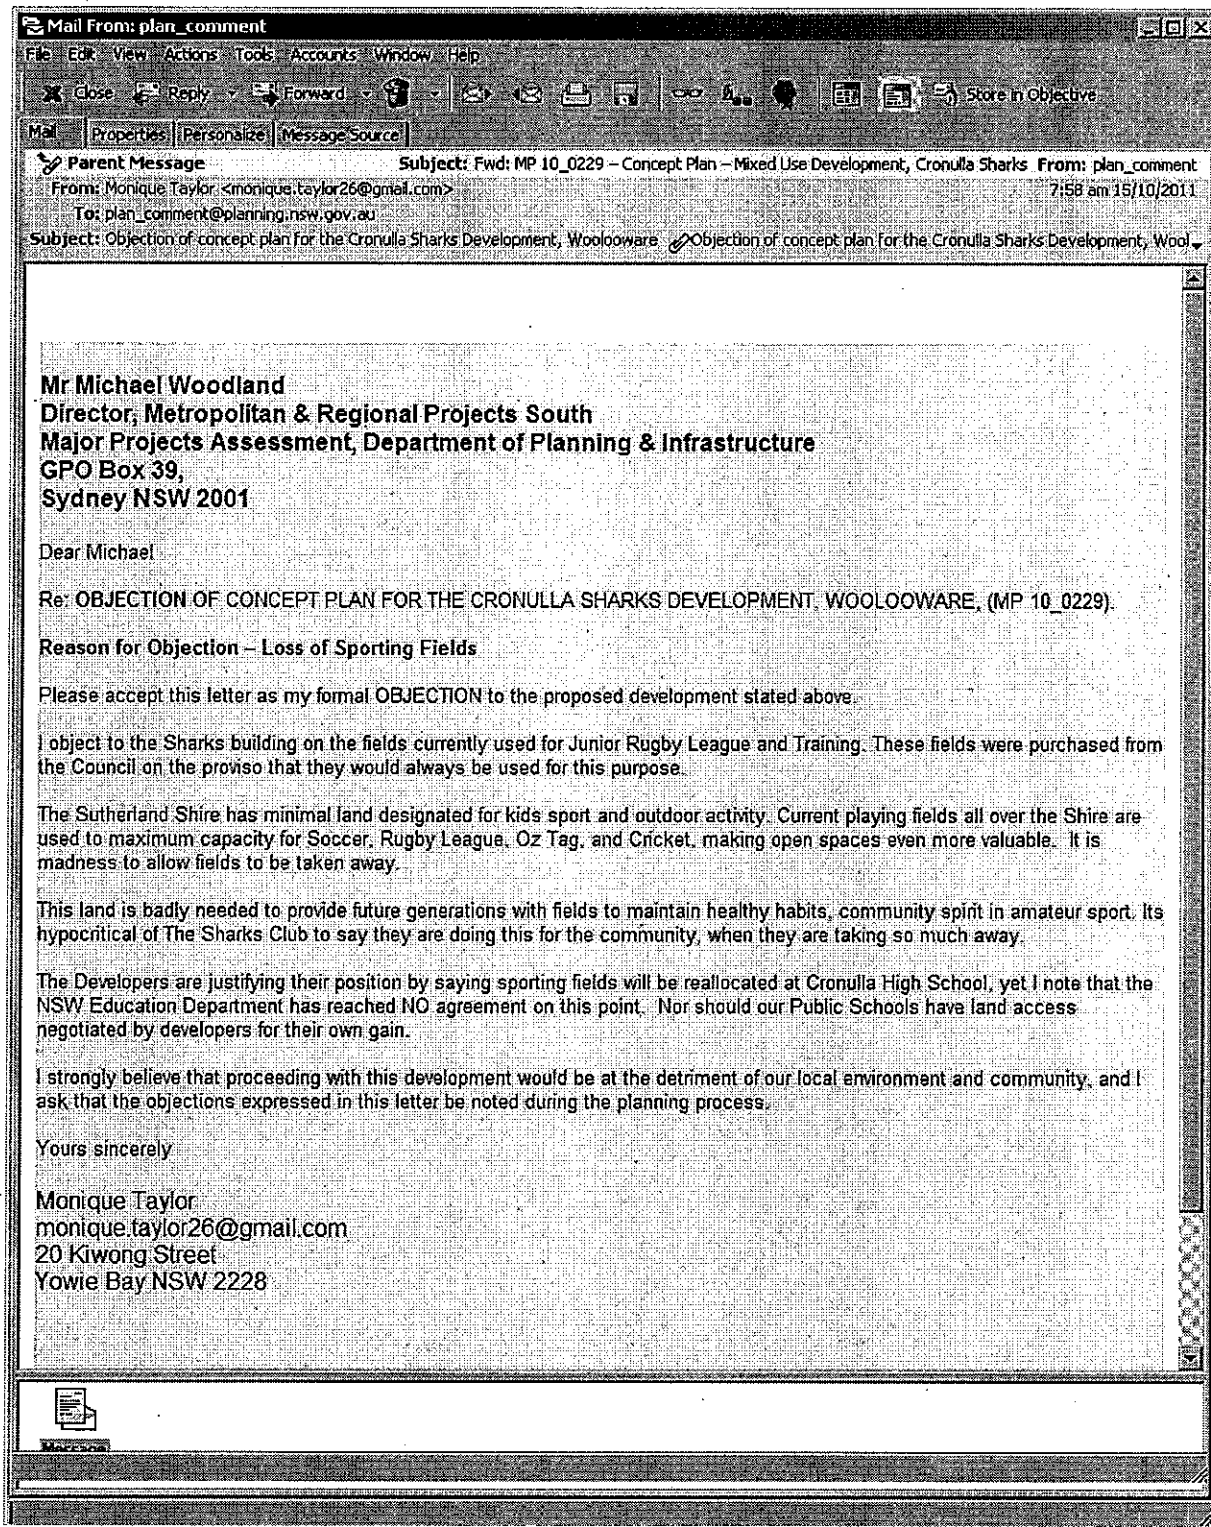 Mail From: plan_comment
File Edit View Actions Tools Accounts Window Help
Close Reply Forward Store in Objective
Mail Properties Personalize Message Source
Parent Message Subject: Fwd: MP 10_0229 – Concept Plan – Mixed Use Development, Cronulla Sharks From: plan_comment
From: Monique Taylor <monique.taylor26@gmail.com> 7:58 am 15/10/2011
To: plan_comment@planning.nsw.gov.au
Subject: Objection of concept plan for the Cronulla Sharks Development, Woolooware Objection of concept plan for the Cronulla Sharks Development, Wool
Mr Michael Woodland
Director, Metropolitan & Regional Projects South
Major Projects Assessment, Department of Planning & Infrastructure
GPO Box 39,
Sydney NSW 2001
Dear Michael
Re: OBJECTION OF CONCEPT PLAN FOR THE CRONULLA SHARKS DEVELOPMENT, WOOLOOWARE, (MP 10_0229).
Reason for Objection – Loss of Sporting Fields
Please accept this letter as my formal OBJECTION to the proposed development stated above.
I object to the Sharks building on the fields currently used for Junior Rugby League and Training. These fields were purchased from
the Council on the proviso that they would always be used for this purpose.
The Sutherland Shire has minimal land designated for kids sport and outdoor activity. Current playing fields all over the Shire are
used to maximum capacity for Soccer, Rugby League, Oz Tag, and Cricket, making open spaces even more valuable. It is
madness to allow fields to be taken away.
This land is badly needed to provide future generations with fields to maintain healthy habits, community spirit in amateur sport. Its
hypocritical of The Sharks Club to say they are doing this for the community, when they are taking so much away.
The Developers are justifying their position by saying sporting fields will be reallocated at Cronulla High School, yet I note that the
NSW Education Department has reached NO agreement on this point. Nor should our Public Schools have land access
negotiated by developers for their own gain.
I strongly believe that proceeding with this development would be at the detriment of our local environment and community, and I
ask that the objections expressed in this letter be noted during the planning process.
Yours sincerely
Monique Taylor
monique.taylor26@gmail.com
20 Kiwong Street
Yowie Bay NSW 2228
Message